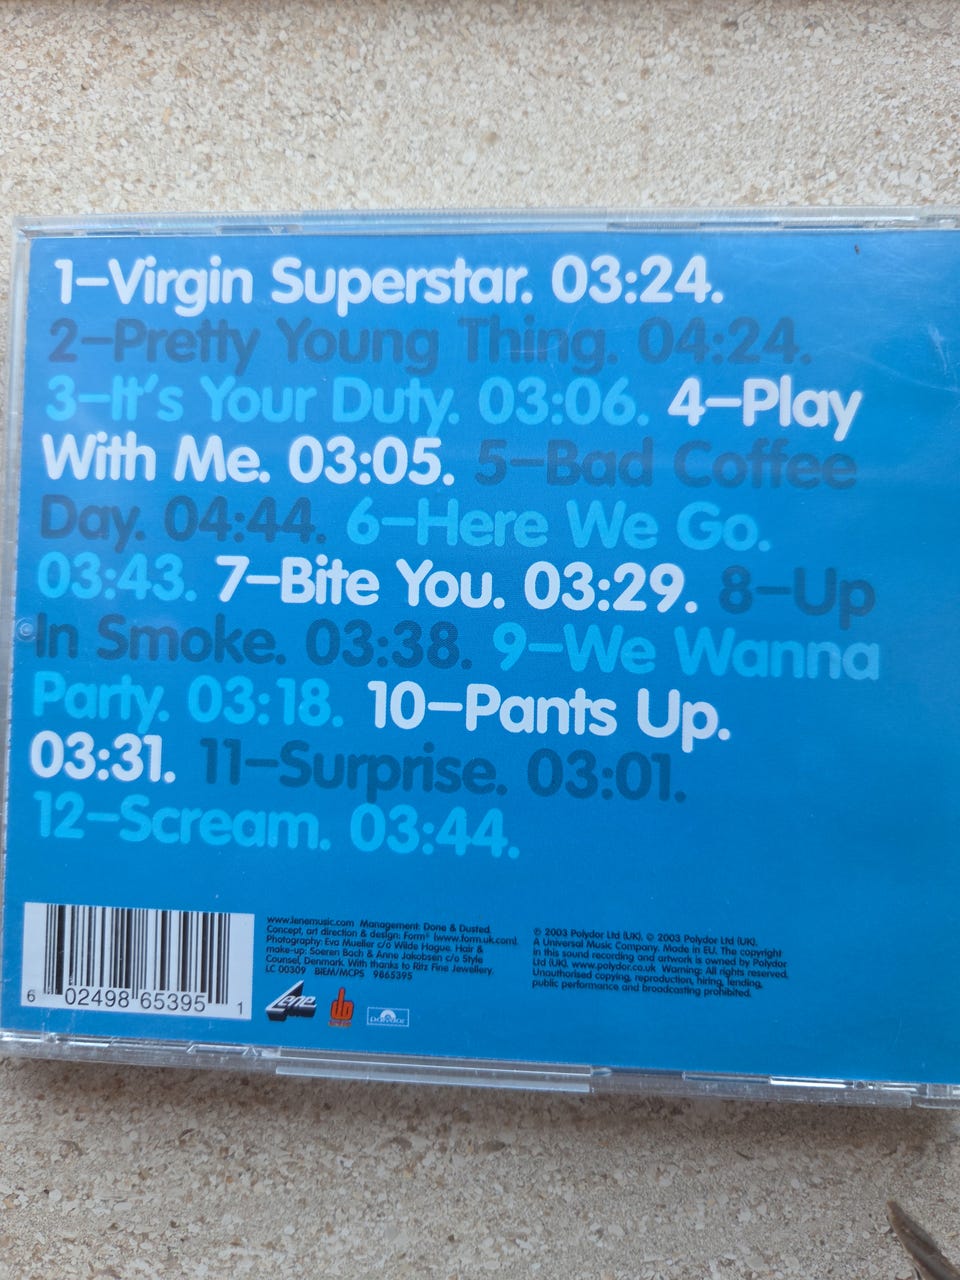 1–Virgin Superstar. 03:24.
2–Pretty Young Thing. 04:24.
3–It's Your Duty. 03:06. 4–Play
With Me. 03:05. 5–Bad Coffee
Day. 04:44. 6–Here We Go.
03:43. 7–Bite You. 03:29. 8–Up
In Smoke. 03:38. 9–We Wanna
Party. 03:18. 10–Pants Up.
03:31. 11–Surprise. 03:01.
12–Scream. 03:44.
6 02498 65395 1
www.lenemusic.com Management: Done & Dusted.
Concept, art direction & design: Form® (www.form.uk.com).
Photography: Eva Mueller c/o Wilde Hague. Hair &
make-up: Soeren Bach & Anne Jakobsen c/o Style
Counsel, Denmark. With thanks to Ritz Fine Jewellery.
LC 00309 BIEM/MCPS 9865395
Lene
Polydor
℗ 2003 Polydor Ltd (UK). © 2003 Polydor Ltd (UK).
A Universal Music Company. Made in EU. The copyright
in this sound recording and artwork is owned by Polydor
Ltd (UK). www.polydor.co.uk Warning: All rights reserved.
Unauthorised copying, reproduction, hiring, lending,
public performance and broadcasting prohibited.